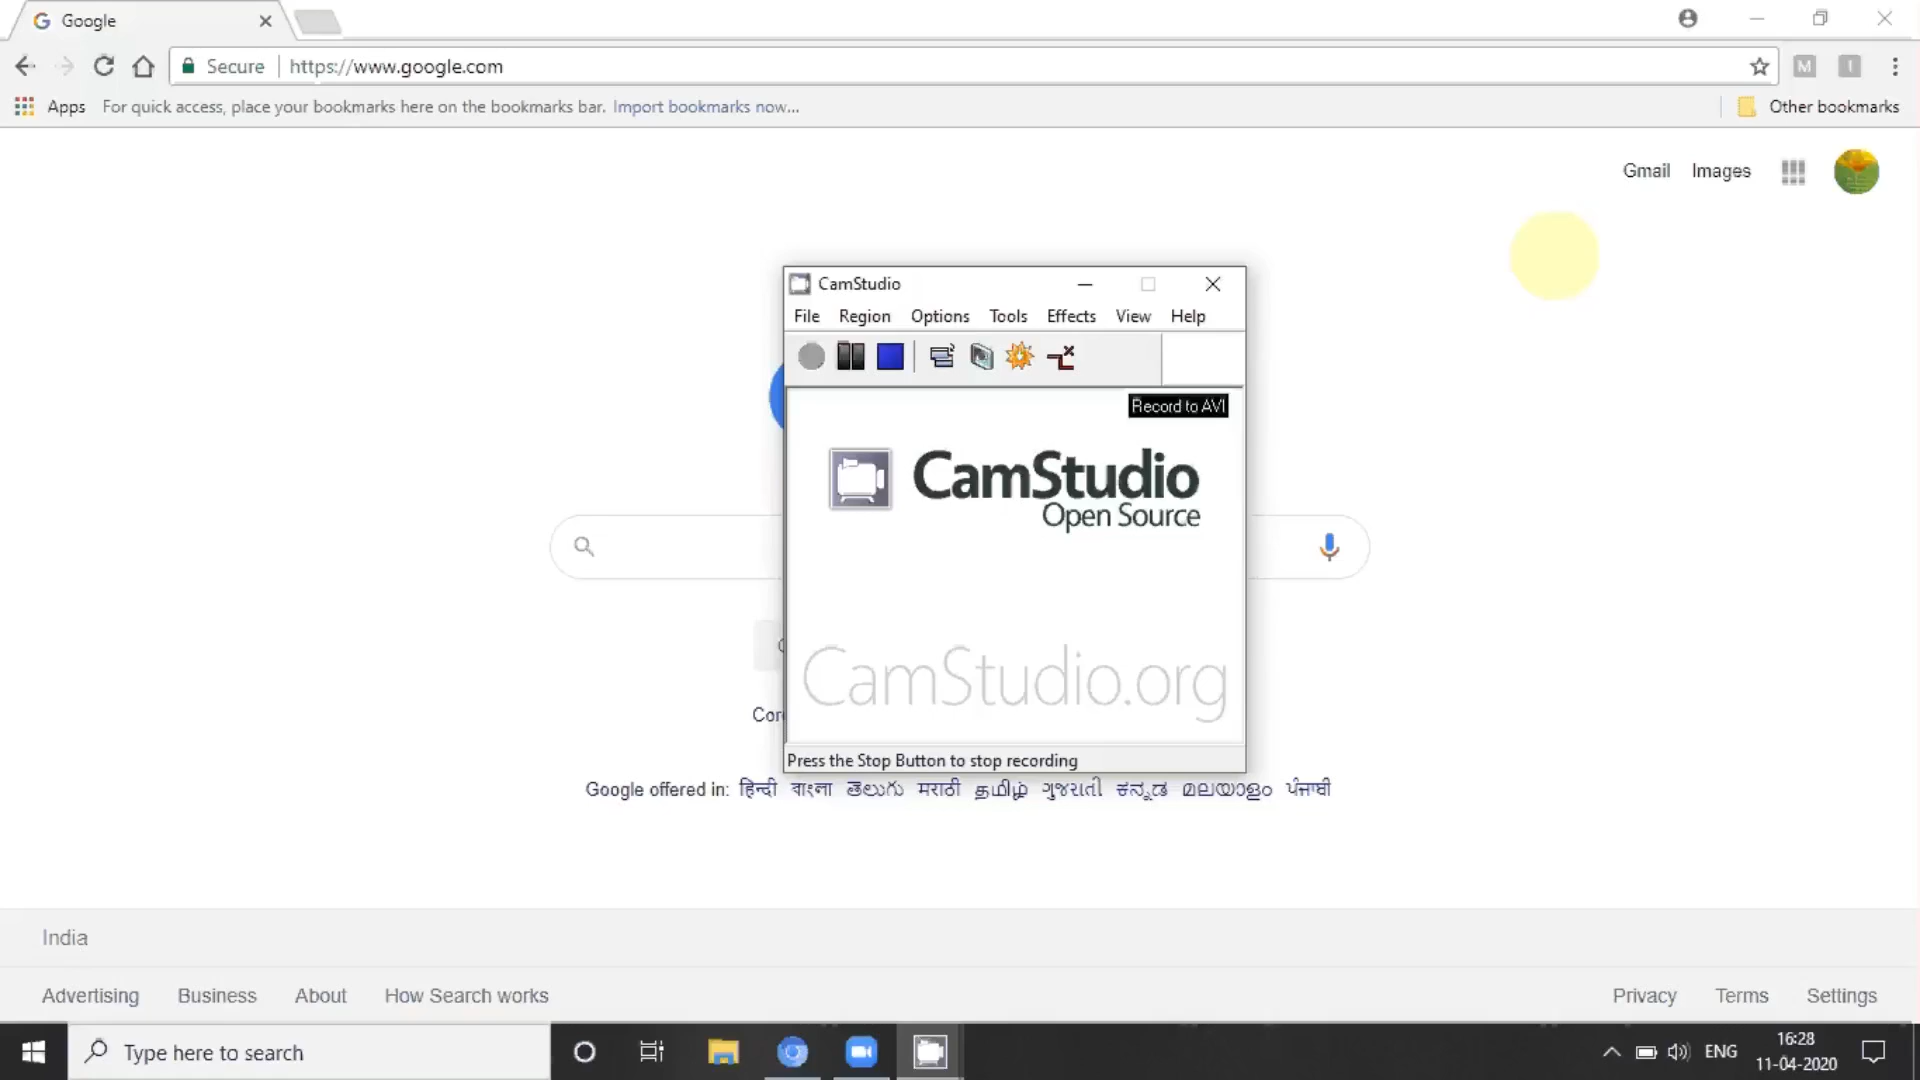 Google
Secure https://www.google.com
Apps For quick access, place your bookmarks here on the bookmarks bar. Import bookmarks now... Other bookmarks
Gmail Images
CamStudio
File Region Options Tools Effects View Help
Record to AVI
CamStudio
Open Source
CamStudio.org
Press the Stop Button to stop recording
Google offered in: हिन्दी বাংলা తెలుగు मराठी தமிழ் ગુજરાતી ಕನ್ನಡ മലയാളം ਪੰਜਾਬੀ
India
Advertising Business About How Search works Privacy Terms Settings
Type here to search
ENG
16:28
11-04-2020